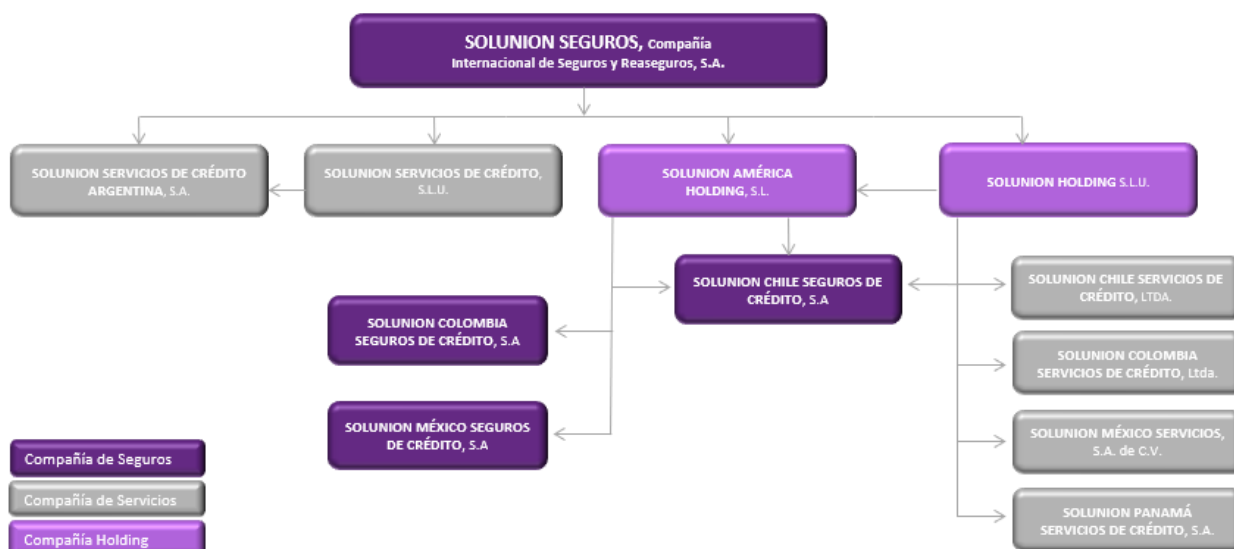 SOLUNION SEGUROS, Compañía
Internacional de Seguros y Reaseguros, S.A.
SOLUNION SERVICIOS DE CRÉDITO
ARGENTINA, S.A.
SOLUNION SERVICIOS DE CRÉDITO,
S.L.U.
SOLUNION AMÉRICA
HOLDING, S.L.
SOLUNION HOLDING S.L.U.
SOLUNION CHILE SEGUROS DE
CRÉDITO, S.A
SOLUNION CHILE SERVICIOS DE
CRÉDITO, LTDA.
SOLUNION COLOMBIA
SEGUROS DE CRÉDITO, S.A
SOLUNION COLOMBIA
SERVICIOS DE CRÉDITO, Ltda.
SOLUNION MÉXICO SEGUROS
DE CRÉDITO, S.A
SOLUNION MÉXICO SERVICIOS,
S.A. de C.V.
SOLUNION PANAMÁ
SERVICIOS DE CRÉDITO, S.A.
Compañía de Seguros
Compañía de Servicios
Compañía Holding